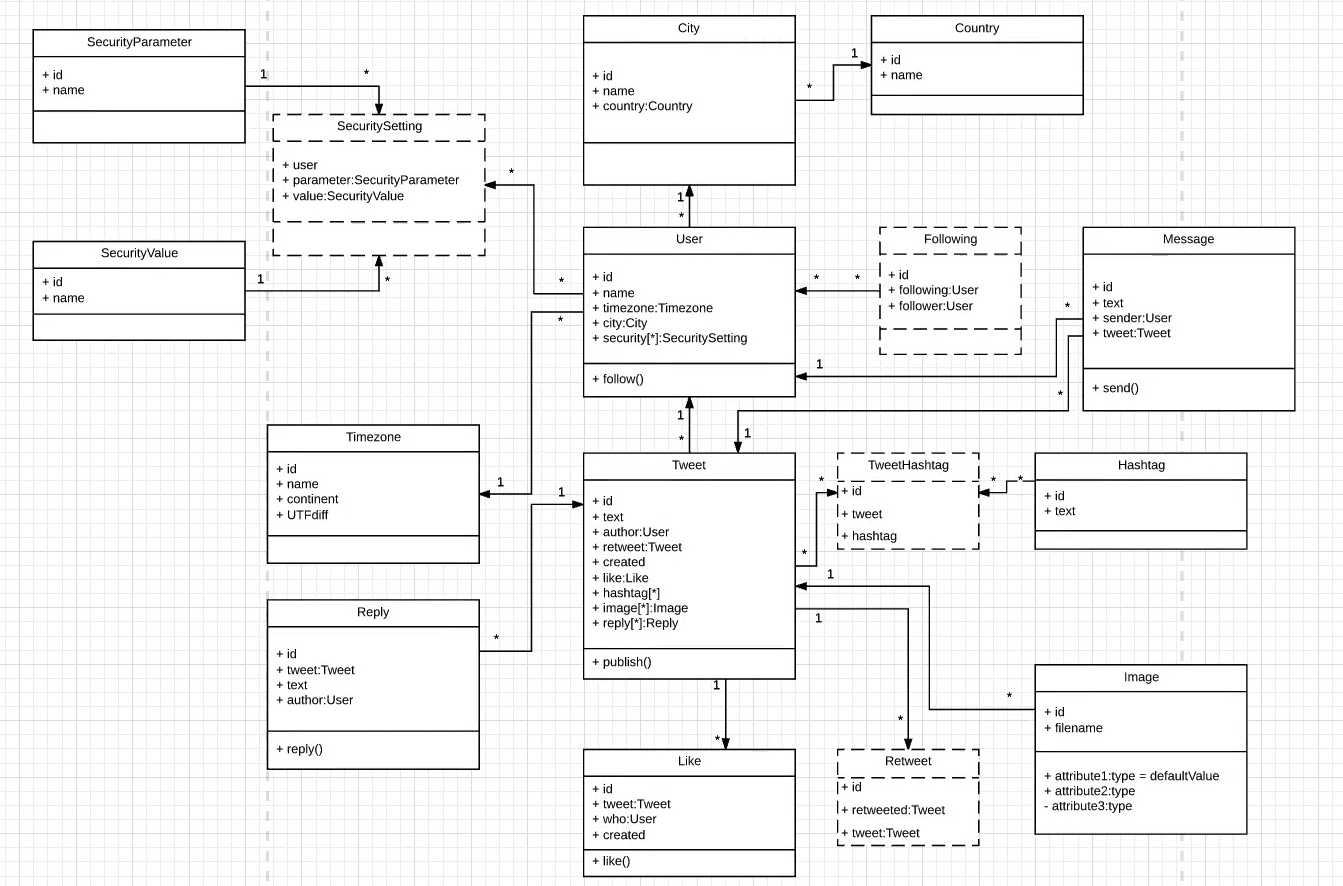 SecurityParameter
+ id
+ name
1
*
SecuritySetting
+ user
+ parameter:SecurityParameter
+ value:SecurityValue
*
SecurityValue
+ id
+ name
1
*
City
+ id
+ name
+ country:Country
*
1
Country
+ id
+ name
1
*
User
+ id
+ name
+ timezone:Timezone
+ city:City
+ security[*]:SecuritySetting
+ follow()
*
*
*
*
Following
+ id
+ following:User
+ follower:User
Message
+ id
+ text
+ sender:User
+ tweet:Tweet
+ send()
*
1
*
1
1
*
Timezone
+ id
+ name
+ continent
+ UTFdiff
1
1
Tweet
+ id
+ text
+ author:User
+ retweet:Tweet
+ created
+ like:Like
+ hashtag[*]
+ image[*]:Image
+ reply[*]:Reply
+ publish()
*
*
TweetHashtag
+ id
+ tweet
+ hashtag
*
*
Hashtag
+ id
+ text
1
1
Reply
+ id
+ tweet:Tweet
+ text
+ author:User
+ reply()
*
1
*
Like
+ id
+ tweet:Tweet
+ who:User
+ created
+ like()
*
Retweet
+ id
+ retweeted:Tweet
+ tweet:Tweet
*
Image
+ id
+ filename
+ attribute1:type = defaultValue
+ attribute2:type
- attribute3:type